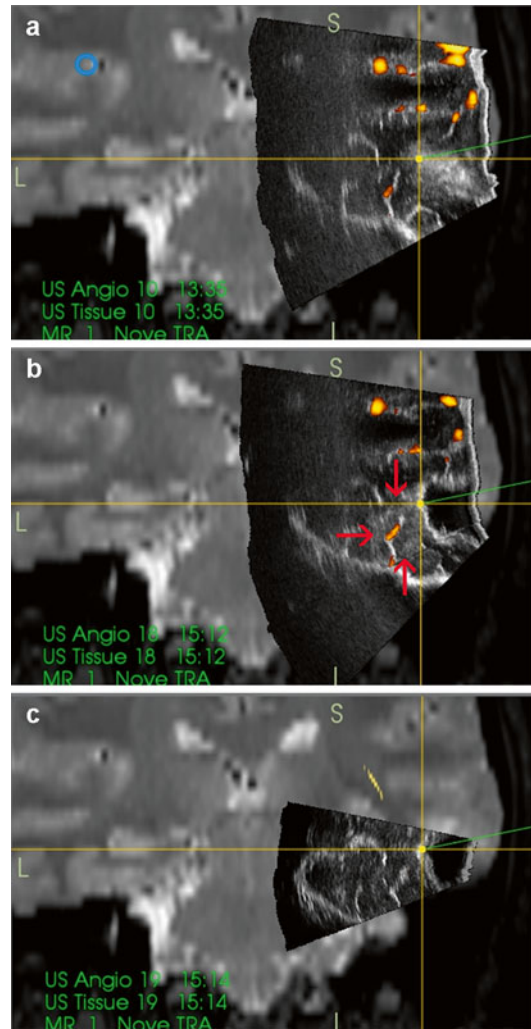 a
S
L
US Angio 10 13:35
US Tissue 10 13:35
MR 1 Nove TRA
I
b
S
L
US Angio 18 15:12
US Tissue 18 15:12
MR 1 Nove TRA
I
c
S
L
US Angio 19 15:14
US Tissue 19 15:14
MR 1 Nove TRA
I